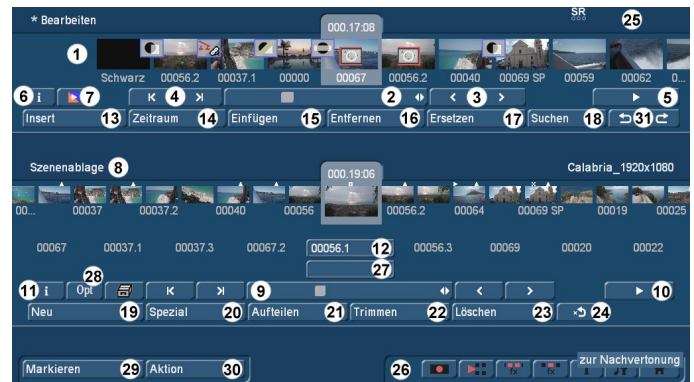 * Bearbeiten
000.17:08
SR
25
1
Schwarz 00056.2 00037.1 00000 00067 00056.2 00040 00069 SP 00059 00062 0...
6 i 7 4 2 3 5
Insert 13 Zeitraum 14 Einfügen 15 Entfernen 16 Ersetzen 17 Suchen 18 31
Szenenablage 8
000.19:06
Calabria_1920x1080
00... 00037 00037.2 00040 00056 00056.2 00064 00069 SP 00019 00025
00067 00037.1 00037.3 00067.2 00056.1 12 00056.3 00069 00020 00022
27
28
11 i Opt 9 10
Neu 19 Spezial 20 Aufteilen 21 Trimmen 22 Löschen 23 24
zur Nachvertonung
Markieren 29 Aktion 30 26 fx fx